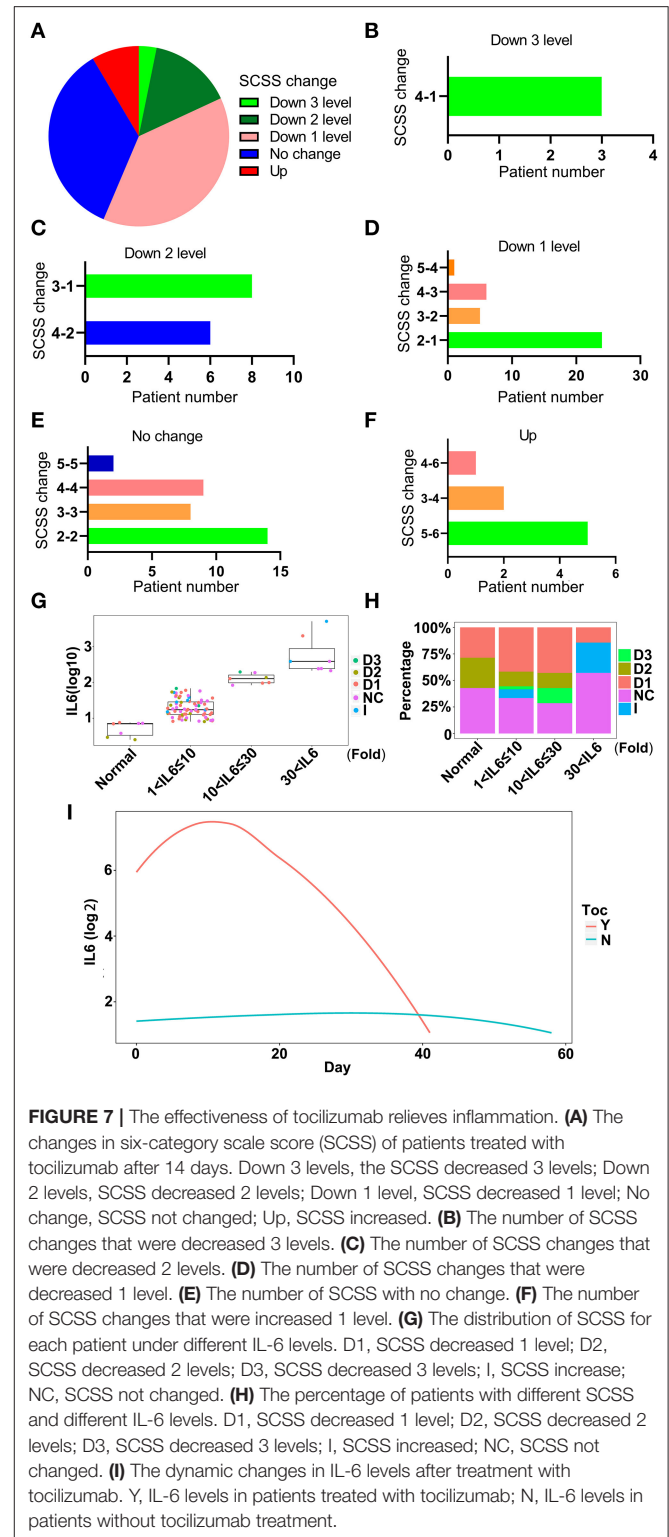 A
SCSS change
Down 3 level
Down 2 level
Down 1 level
No change
Up
B
Down 3 level
SCSS change
4-1
0 1 2 3 4
Patient number
C
Down 2 level
SCSS change
3-1
4-2
0 2 4 6 8 10
Patient number
D
Down 1 level
SCSS change
5-4
4-3
3-2
2-1
0 10 20 30
Patient number
E
No change
SCSS change
5-5
4-4
3-3
2-2
0 5 10 15
Patient number
F
Up
SCSS change
4-6
3-4
5-6
0 2 4 6
Patient number
G
IL6(log10)
3
2
1
Normal 1<IL6≤10 10<IL6≤30 30<IL6 (Fold)
D3
D2
D1
NC
I
H
Percentage
100%
75%
50%
25%
0
Normal 1<IL6≤10 10<IL6≤30 30<IL6 (Fold)
D3
D2
D1
NC
I
I
IL6 (log 2)
6
4
2
0 20 40 60
Day
Toc
Y
N
FIGURE 7 | The effectiveness of tocilizumab relieves inflammation. (A) The
changes in six-category scale score (SCSS) of patients treated with
tocilizumab after 14 days. Down 3 levels, the SCSS decreased 3 levels; Down
2 levels, SCSS decreased 2 levels; Down 1 level, SCSS decreased 1 level; No
change, SCSS not changed; Up, SCSS increased. (B) The number of SCSS
changes that were decreased 3 levels. (C) The number of SCSS changes that
were decreased 2 levels. (D) The number of SCSS changes that were
decreased 1 level. (E) The number of SCSS with no change. (F) The number
of SCSS changes that were increased 1 level. (G) The distribution of SCSS for
each patient under different IL-6 levels. D1, SCSS decreased 1 level; D2,
SCSS decreased 2 levels; D3, SCSS decreased 3 levels; I, SCSS increase;
NC, SCSS not changed. (H) The percentage of patients with different SCSS
and different IL-6 levels. D1, SCSS decreased 1 level; D2, SCSS decreased 2
levels; D3, SCSS decreased 3 levels; I, SCSS increased; NC, SCSS not
changed. (I) The dynamic changes in IL-6 levels after treatment with
tocilizumab. Y, IL-6 levels in patients treated with tocilizumab; N, IL-6 levels in
patients without tocilizumab treatment.